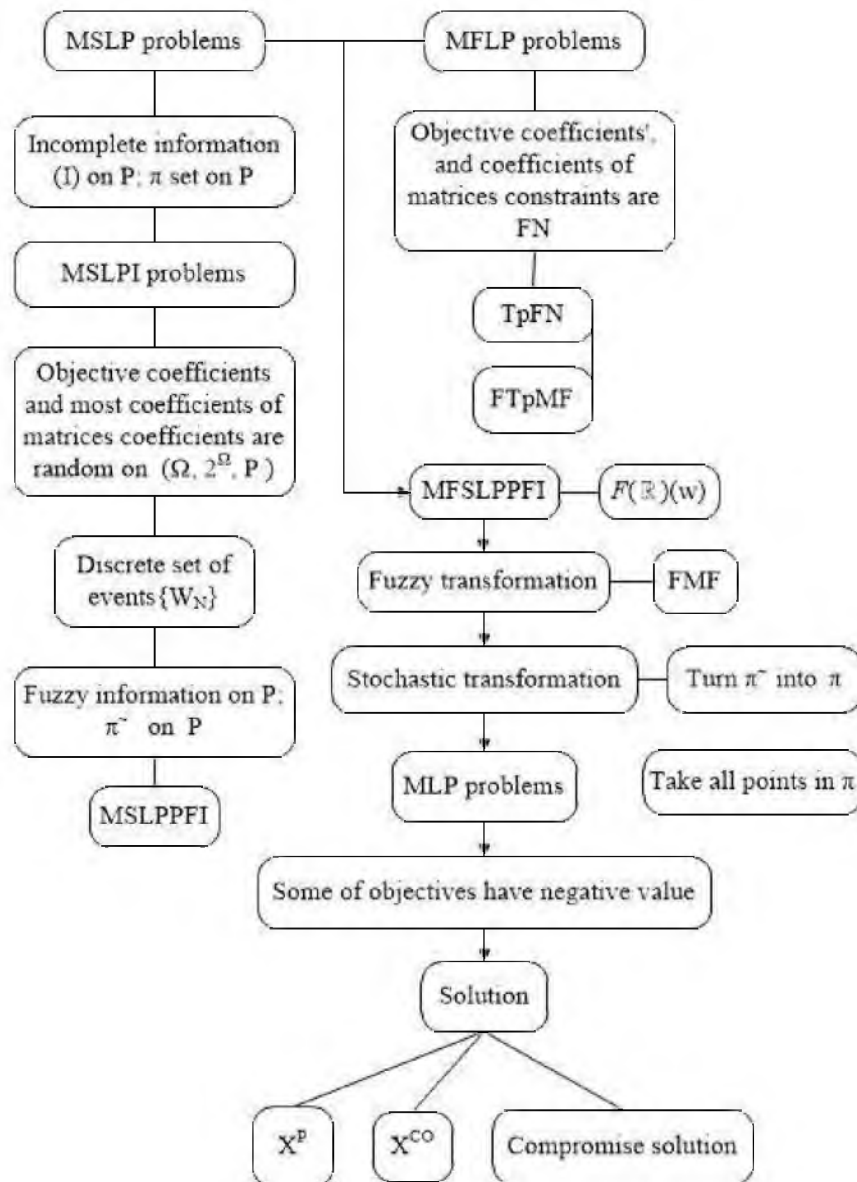 MSLP problems
MFLP problems
Incomplete information
(I) on P; π set on P
Objective coefficients',
and coefficients of
matrices constraints are
FN
MSLPI problems
TpFN
Objective coefficients
and most coefficients of
matrices coefficients are
random on (Ω, 2^Ω, P)
FTpMF
MFSLPPFI
F(ℝ)(w)
Discrete set of
events{W_N}
Fuzzy transformation
FMF
Fuzzy information on P;
π~ on P
Stochastic transformation
Turn π~ into π
MSLPPFI
MLP problems
Take all points in π
Some of objectives have negative value
Solution
X^P
X^CO
Compromise solution